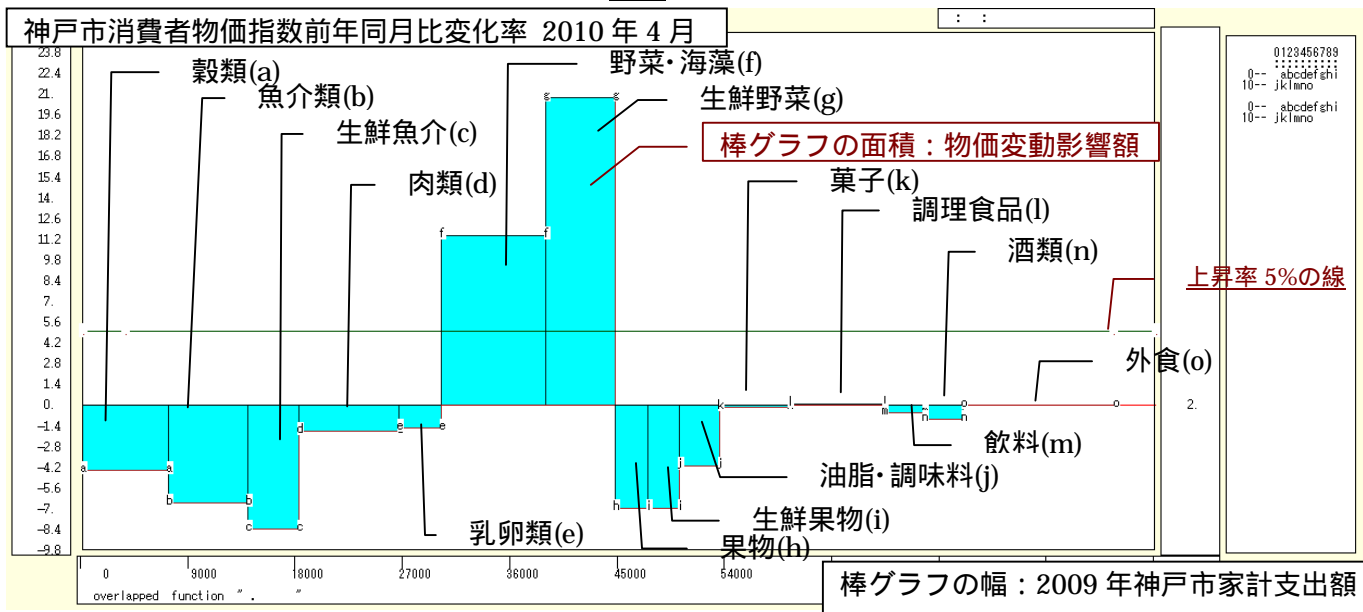 神戸市消費者物価指数前年同月比変化率 2010 年 4 月
: :
23.8
22.4
21.
19.6
18.2
16.8
15.4
14.
12.6
11.2
9.8
8.4
7.
5.6
4.2
2.8
1.4
0.
-1.4
-2.8
-4.2
-5.6
-7.
-8.4
-9.8
穀類(a)
魚介類(b)
生鮮魚介(c)
肉類(d)
乳卵類(e)
野菜・海藻(f)
生鮮野菜(g)
棒グラフの面積：物価変動影響額
菓子(k)
調理食品(l)
酒類(n)
上昇率 5%の線
外食(o)
飲料(m)
油脂・調味料(j)
生鮮果物(i)
果物(h)
a a
b b
c c
d
e e
f f
g g
h i i
j j
k
l l
m
n n
o o
2.
0 9000 18000 27000 36000 45000 54000
overlapped function " . "
棒グラフの幅：2009 年神戸市家計支出額
0123456789
0-- abcdefghi
10-- jklmno
0-- abcdefghi
10-- jklmno